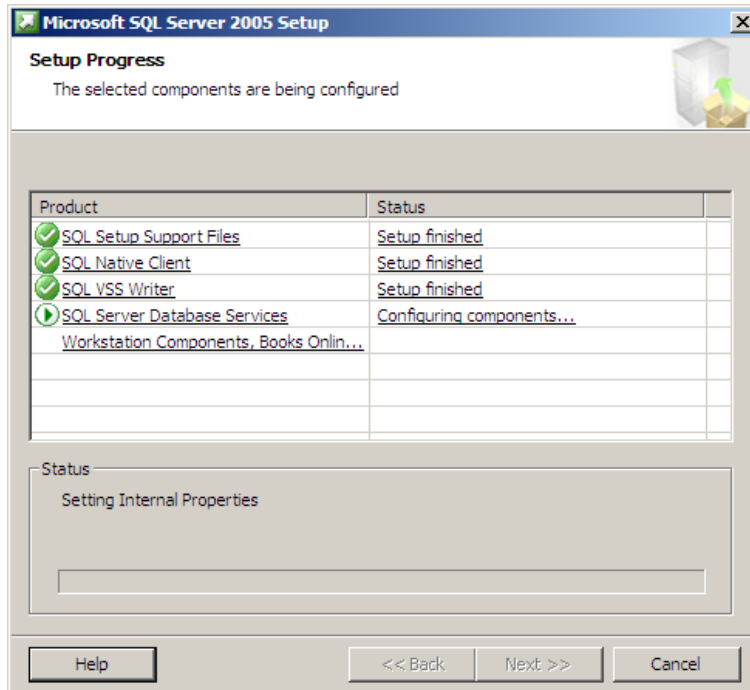 Microsoft SQL Server 2005 Setup
Setup Progress
The selected components are being configured
Product Status
SQL Setup Support Files Setup finished
SQL Native Client Setup finished
SQL VSS Writer Setup finished
SQL Server Database Services Configuring components...
Workstation Components, Books Onlin...
Status
Setting Internal Properties
Help << Back Next >> Cancel